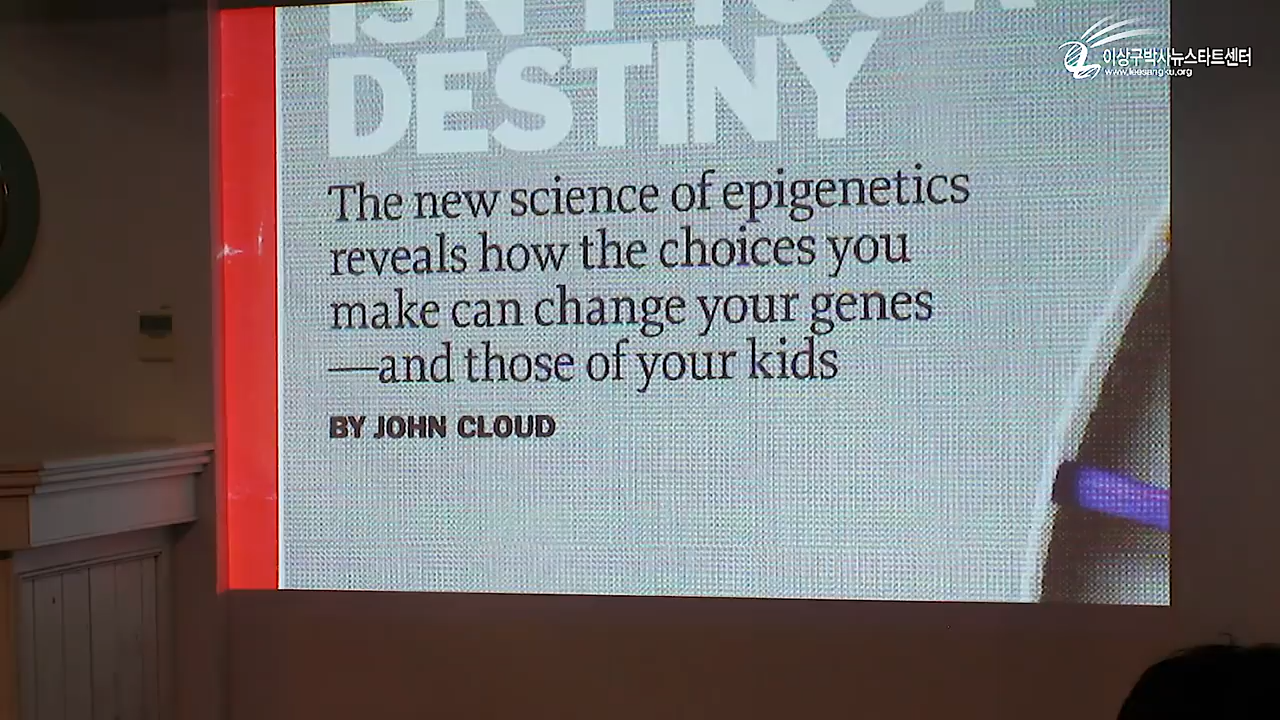 ISN'T YOUR
DESTINY
The new science of epigenetics
reveals how the choices you
make can change your genes
—and those of your kids
BY JOHN CLOUD
이상구박사뉴스타트센터
www.leesangku.org